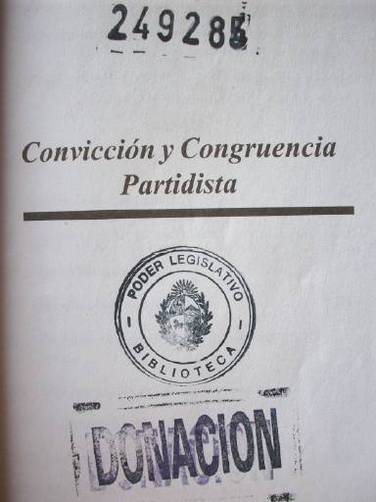 249285
Convicción y Congruencia
Partidista
PODER LEGISLATIVO
BIBLIOTECA
DONACION